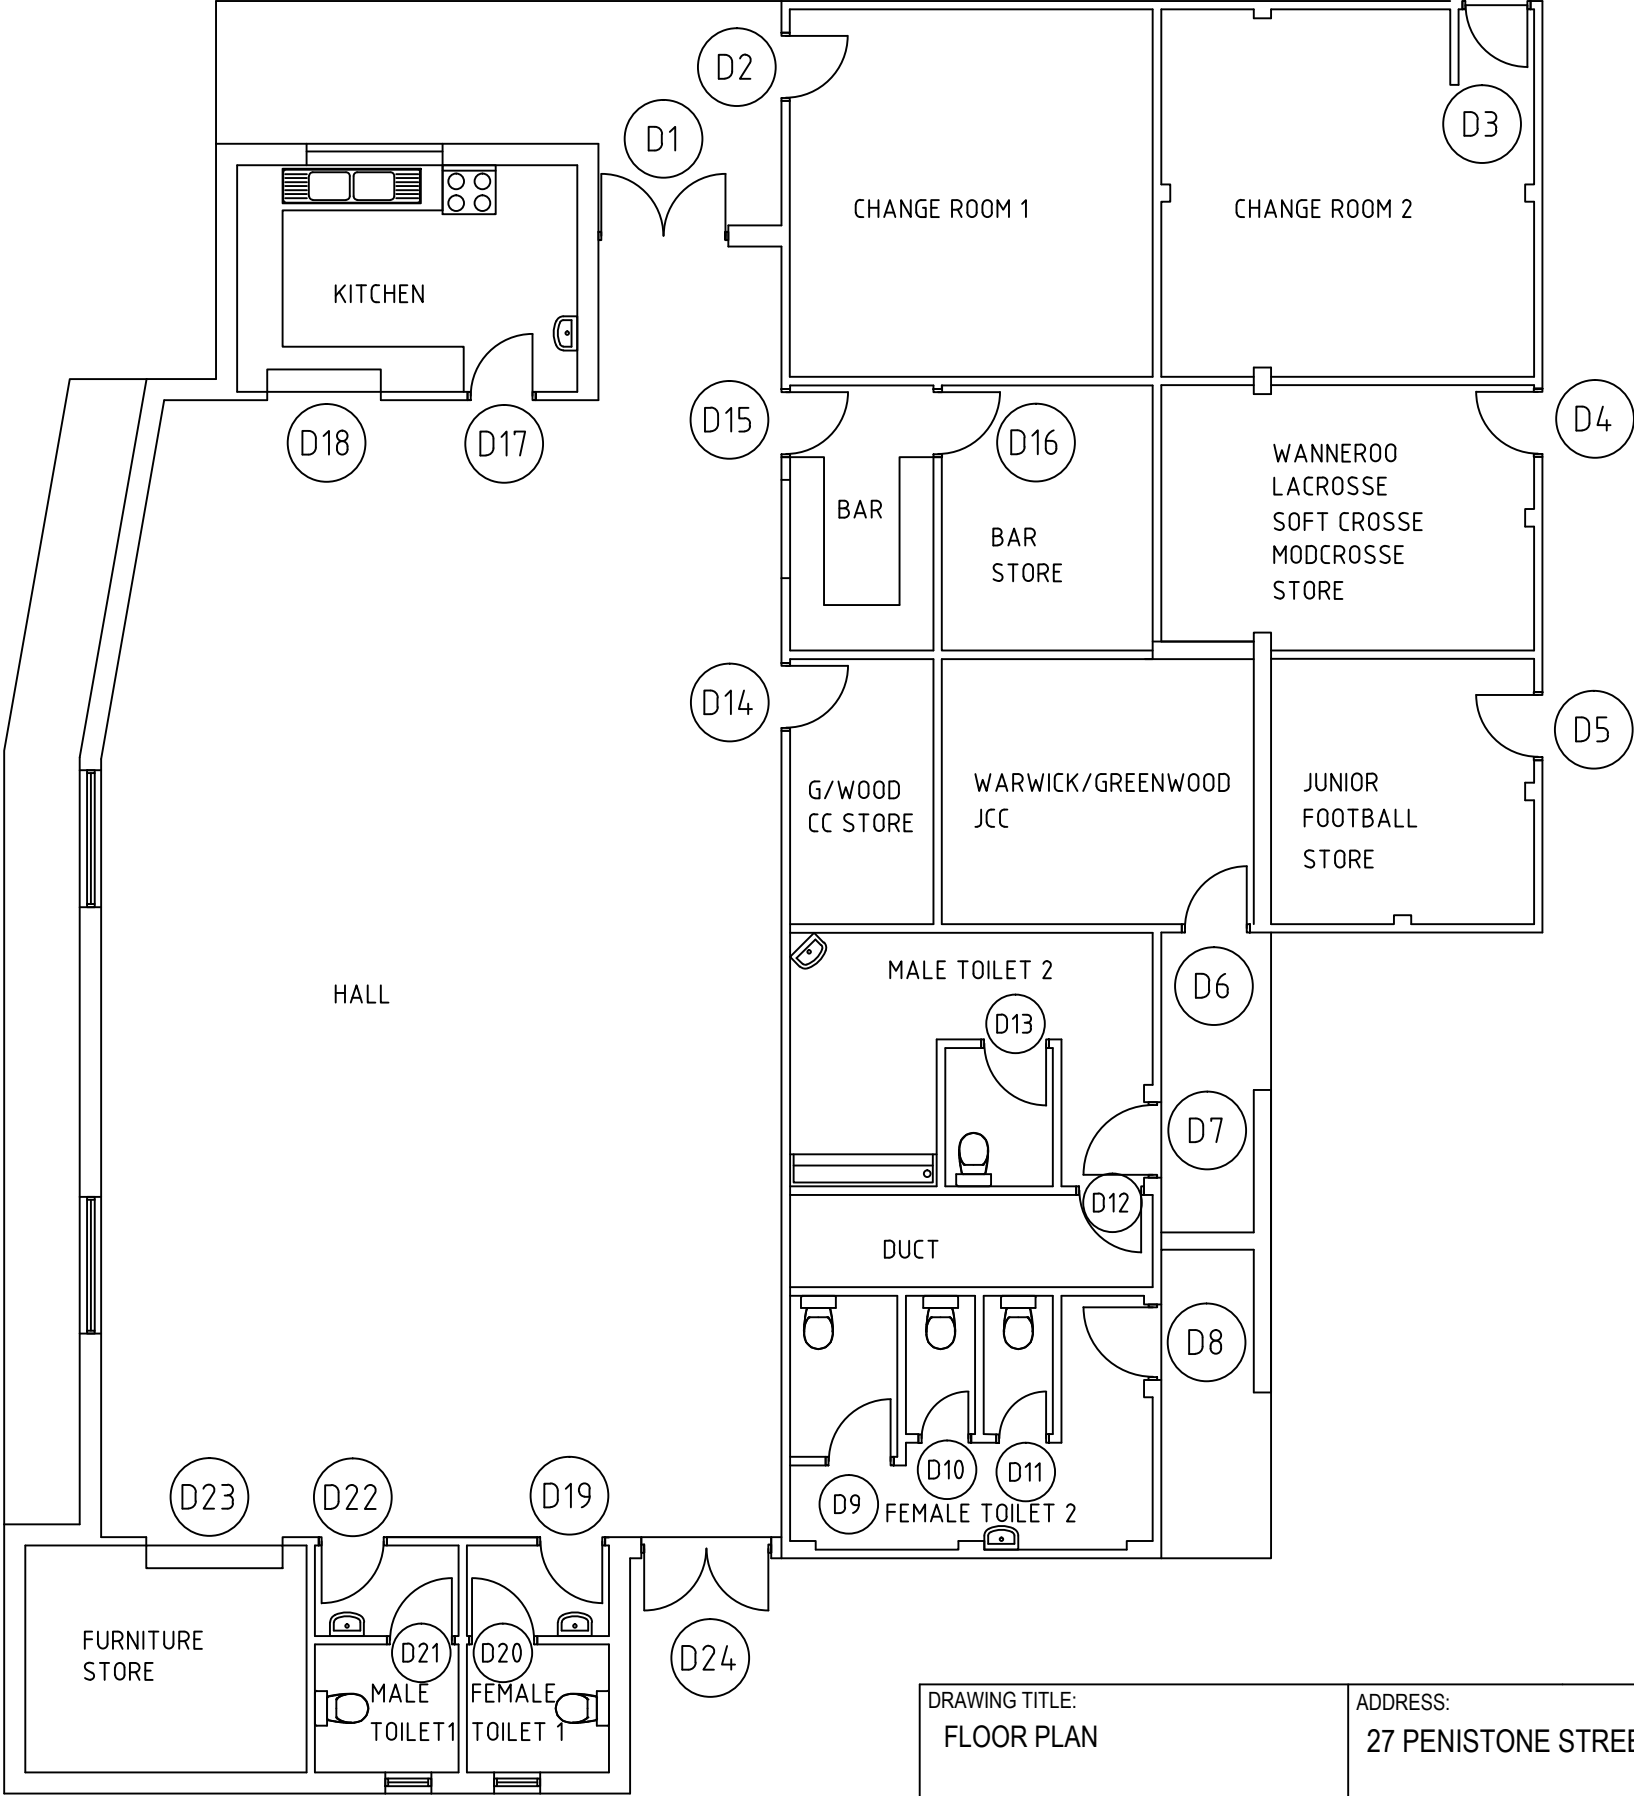 D2
D1
D3
CHANGE ROOM 1
CHANGE ROOM 2
KITCHEN
D18
D17
D15
D16
D4
BAR
BAR
STORE
WANNEROO
LACROSSE
SOFT CROSSE
MODCROSSE
STORE
D14
D5
G/WOOD
CC STORE
WARWICK/GREENWOOD
JCC
JUNIOR
FOOTBALL
STORE
HALL
MALE TOILET 2
D6
D13
D7
D12
DUCT
D8
D23
D22
D19
D9
D10
D11
FEMALE TOILET 2
FURNITURE
STORE
D21
D20
D24
MALE
TOILET1
FEMALE
TOILET 1
DRAWING TITLE:
FLOOR PLAN
ADDRESS:
27 PENISTONE